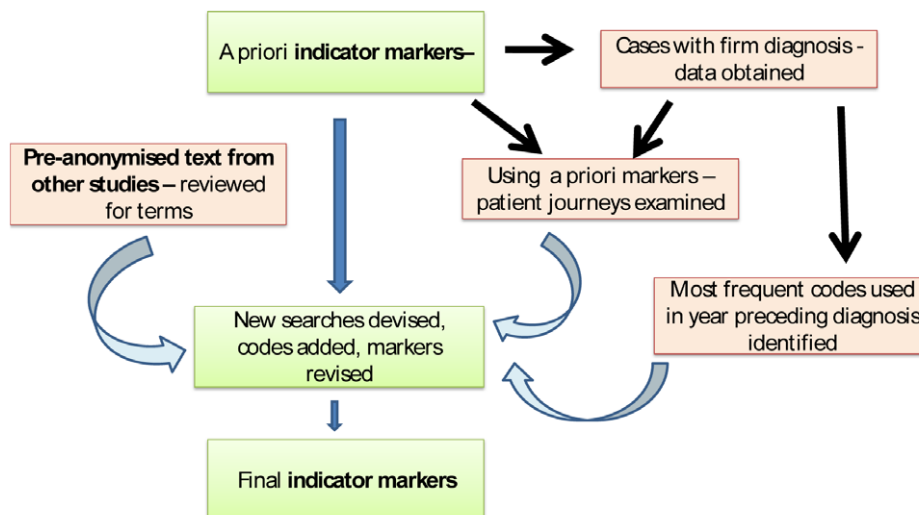 A priori indicator markers–
Cases with firm diagnosis -
data obtained
Pre-anonymised text from
other studies – reviewed
for terms
Using a priori markers –
patient journeys examined
Most frequent codes used
in year preceding diagnosis
identified
New searches devised,
codes added, markers
revised
Final indicator markers